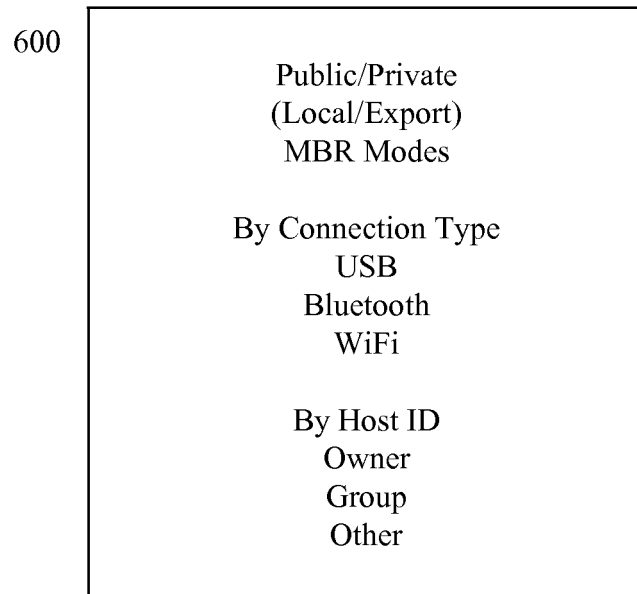 600
Public/Private
(Local/Export)
MBR Modes
By Connection Type
USB
Bluetooth
WiFi
By Host ID
Owner
Group
Other